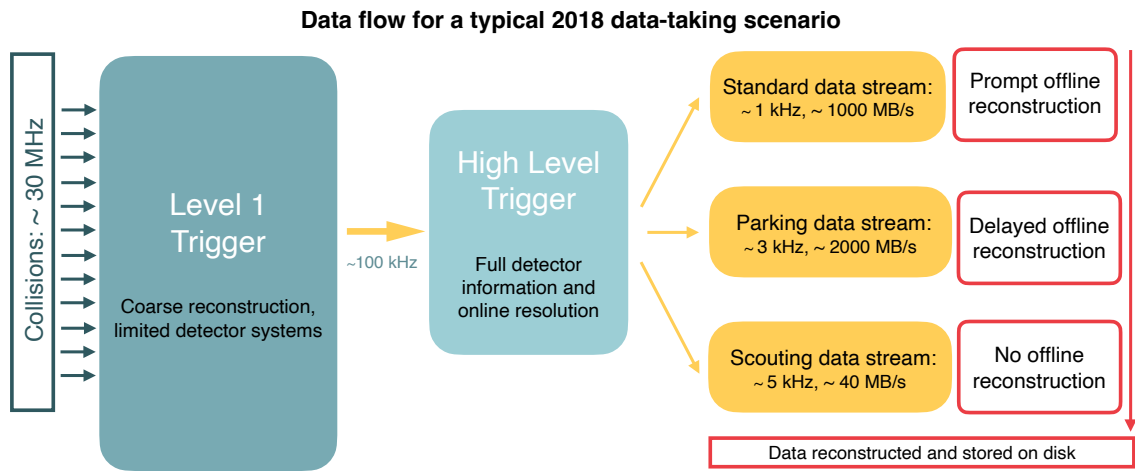 Data flow for a typical 2018 data-taking scenario
Collisions: ~ 30 MHz
Level 1
Trigger
Coarse reconstruction,
limited detector systems
~100 kHz
High Level
Trigger
Full detector
information and
online resolution
Standard data stream:
~ 1 kHz, ~ 1000 MB/s
Prompt offline
reconstruction
Parking data stream:
~ 3 kHz, ~ 2000 MB/s
Delayed offline
reconstruction
Scouting data stream:
~ 5 kHz, ~ 40 MB/s
No offline
reconstruction
Data reconstructed and stored on disk